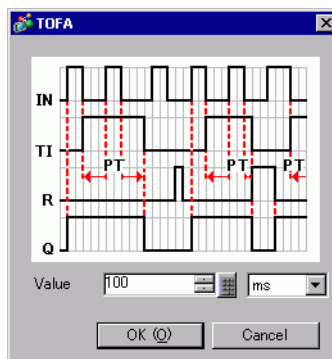 TOFA
IN
TI
PT PT PT
R
Q
Value 100 ms
OK (O) Cancel